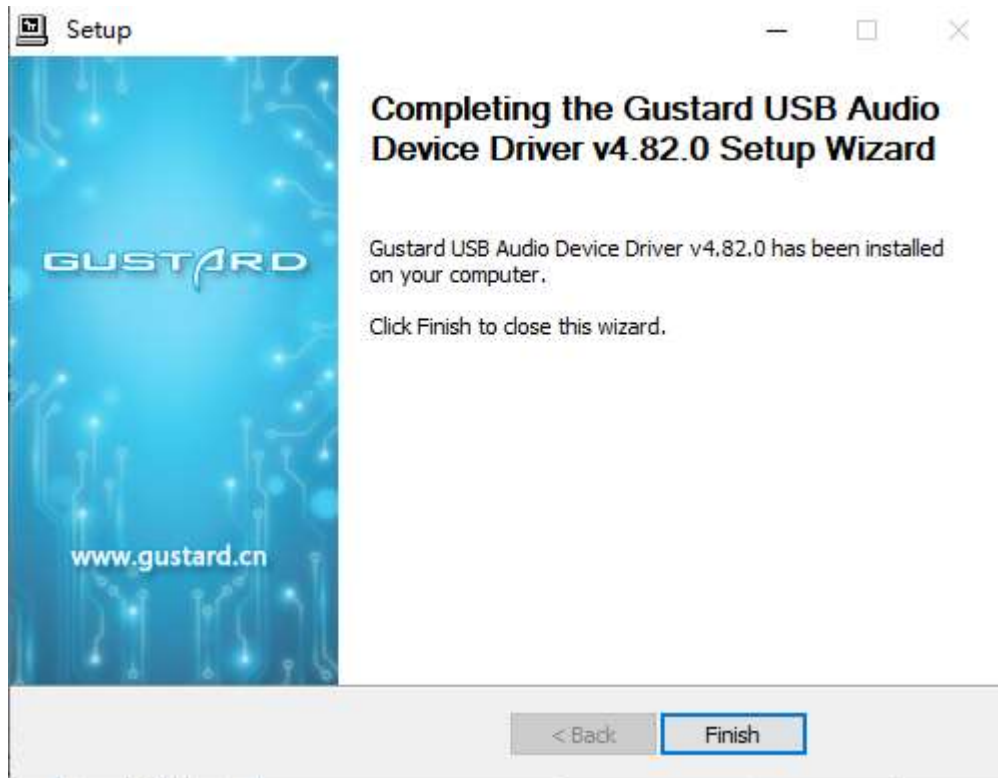 Setup
Completing the Gustard USB Audio
Device Driver v4.82.0 Setup Wizard
Gustard USB Audio Device Driver v4.82.0 has been installed
on your computer.
Click Finish to close this wizard.
GUSTARD
www.gustard.cn
< Back
Finish